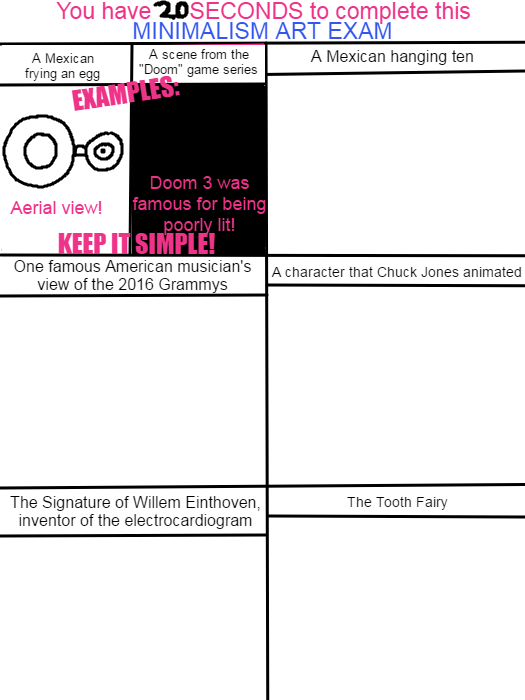 You have 20 SECONDS to complete this
MINIMALISM ART EXAM
A Mexican
frying an egg
A scene from the
"Doom" game series
A Mexican hanging ten
EXAMPLES:
Aerial view!
Doom 3 was
famous for being
poorly lit!
KEEP IT SIMPLE!
One famous American musician's
view of the 2016 Grammys
A character that Chuck Jones animated
The Signature of Willem Einthoven,
inventor of the electrocardiogram
The Tooth Fairy